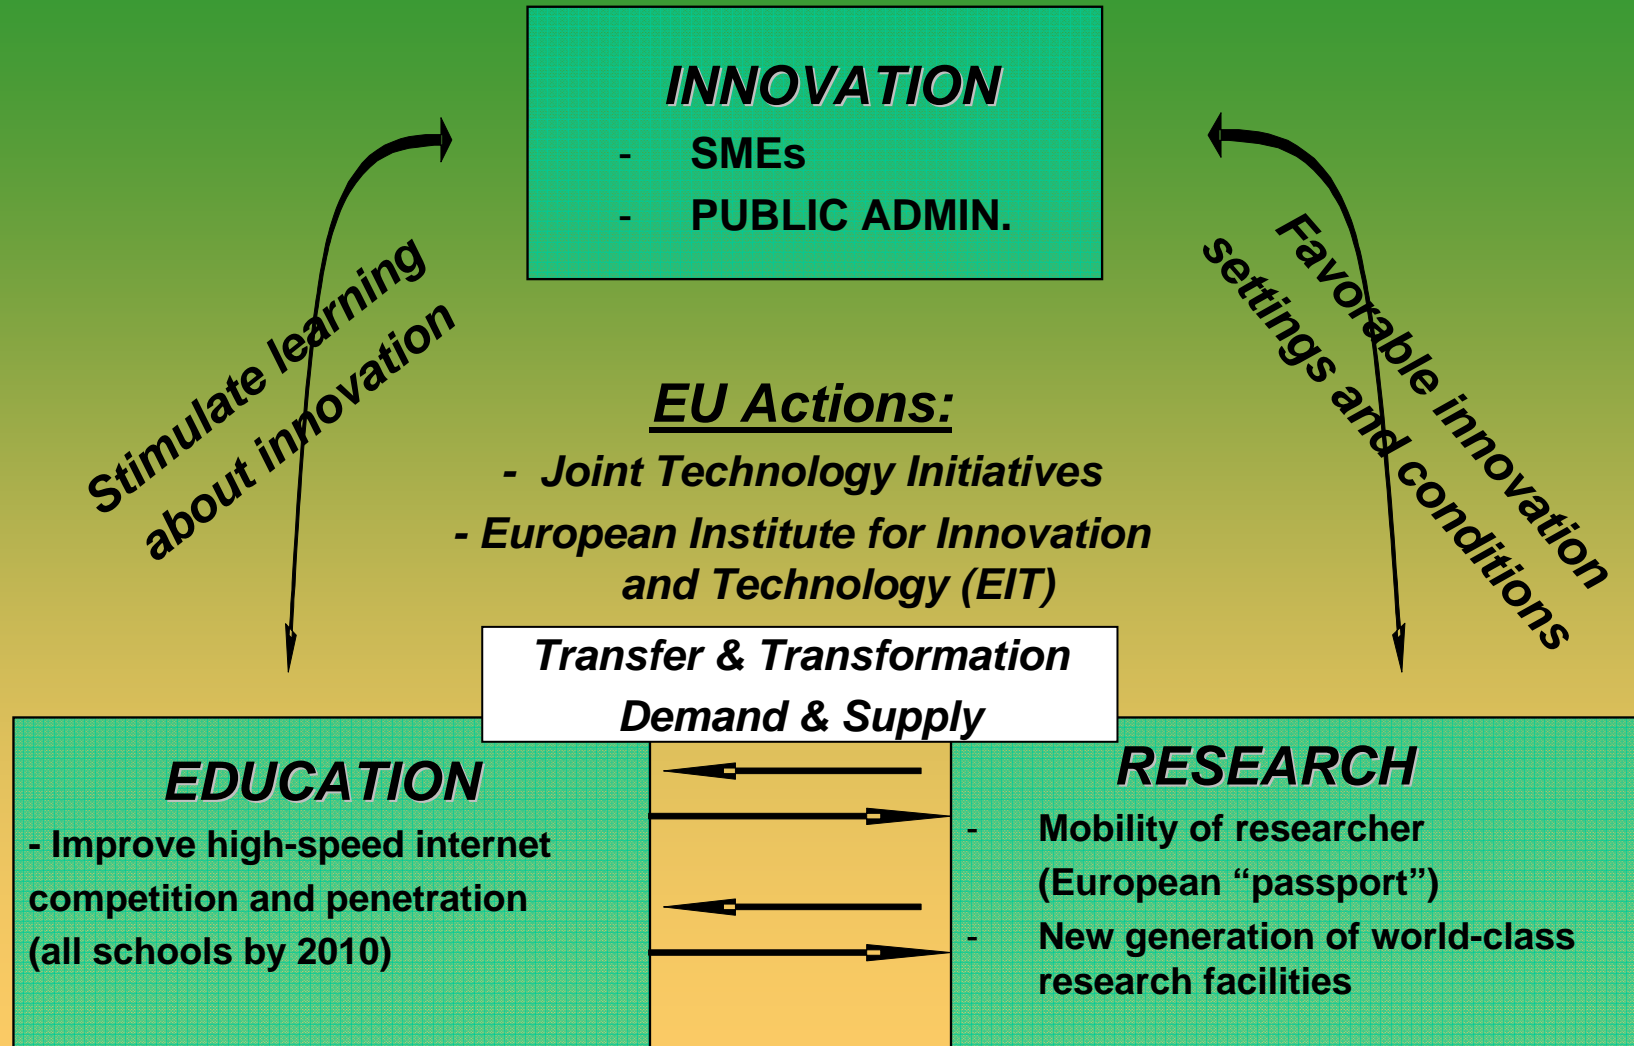 INNOVATION
- SMEs
- PUBLIC ADMIN.
Stimulate learning
about innovation
Favorable innovation
settings and conditions
EU Actions:
- Joint Technology Initiatives
- European Institute for Innovation
and Technology (EIT)
Transfer & Transformation
Demand & Supply
EDUCATION
- Improve high-speed internet
competition and penetration
(all schools by 2010)
RESEARCH
- Mobility of researcher
(European “passport”)
- New generation of world-class
research facilities